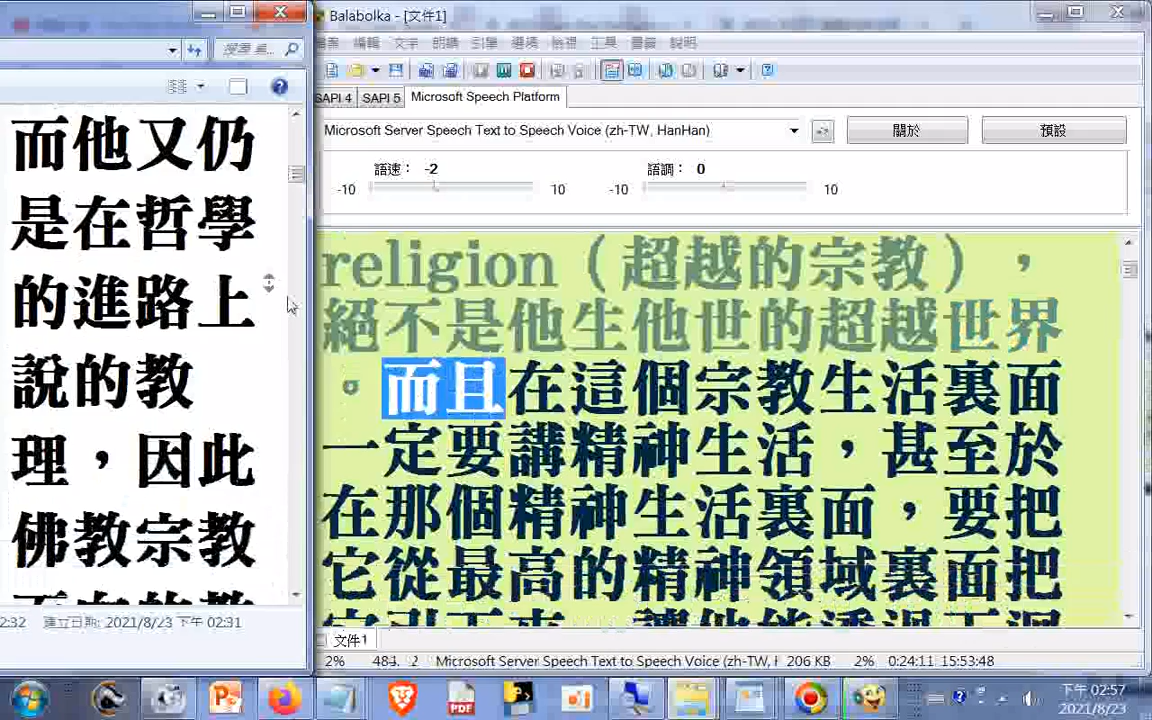 而他又仍
是在哲學
的進路上
說的教
理，因此
佛教宗教
2:32 建立日期: 2021/8/23 下午 02:31
Balabolka - [文件1]
檔案 編輯 文字 朗讀 引擎 選項 檢視 工具 書籤 說明
SAPI 4 SAPI 5 Microsoft Speech Platform
Microsoft Server Speech Text to Speech Voice (zh-TW, HanHan) 關於 預設
語速： -2 語調： 0
-10 10 -10 10
religion（超越的宗教），
絕不是他生他世的超越世界
。而且在這個宗教生活裏面
一定要講精神生活，甚至於
在那個精神生活裏面，要把
它從最高的精神領域裏面把
文件1
2% Microsoft Server Speech Text to Speech Voice (zh-TW, H 206 KB 2% 0:24:11 15:53:48
PDF
下午 02:57
2021/8/23